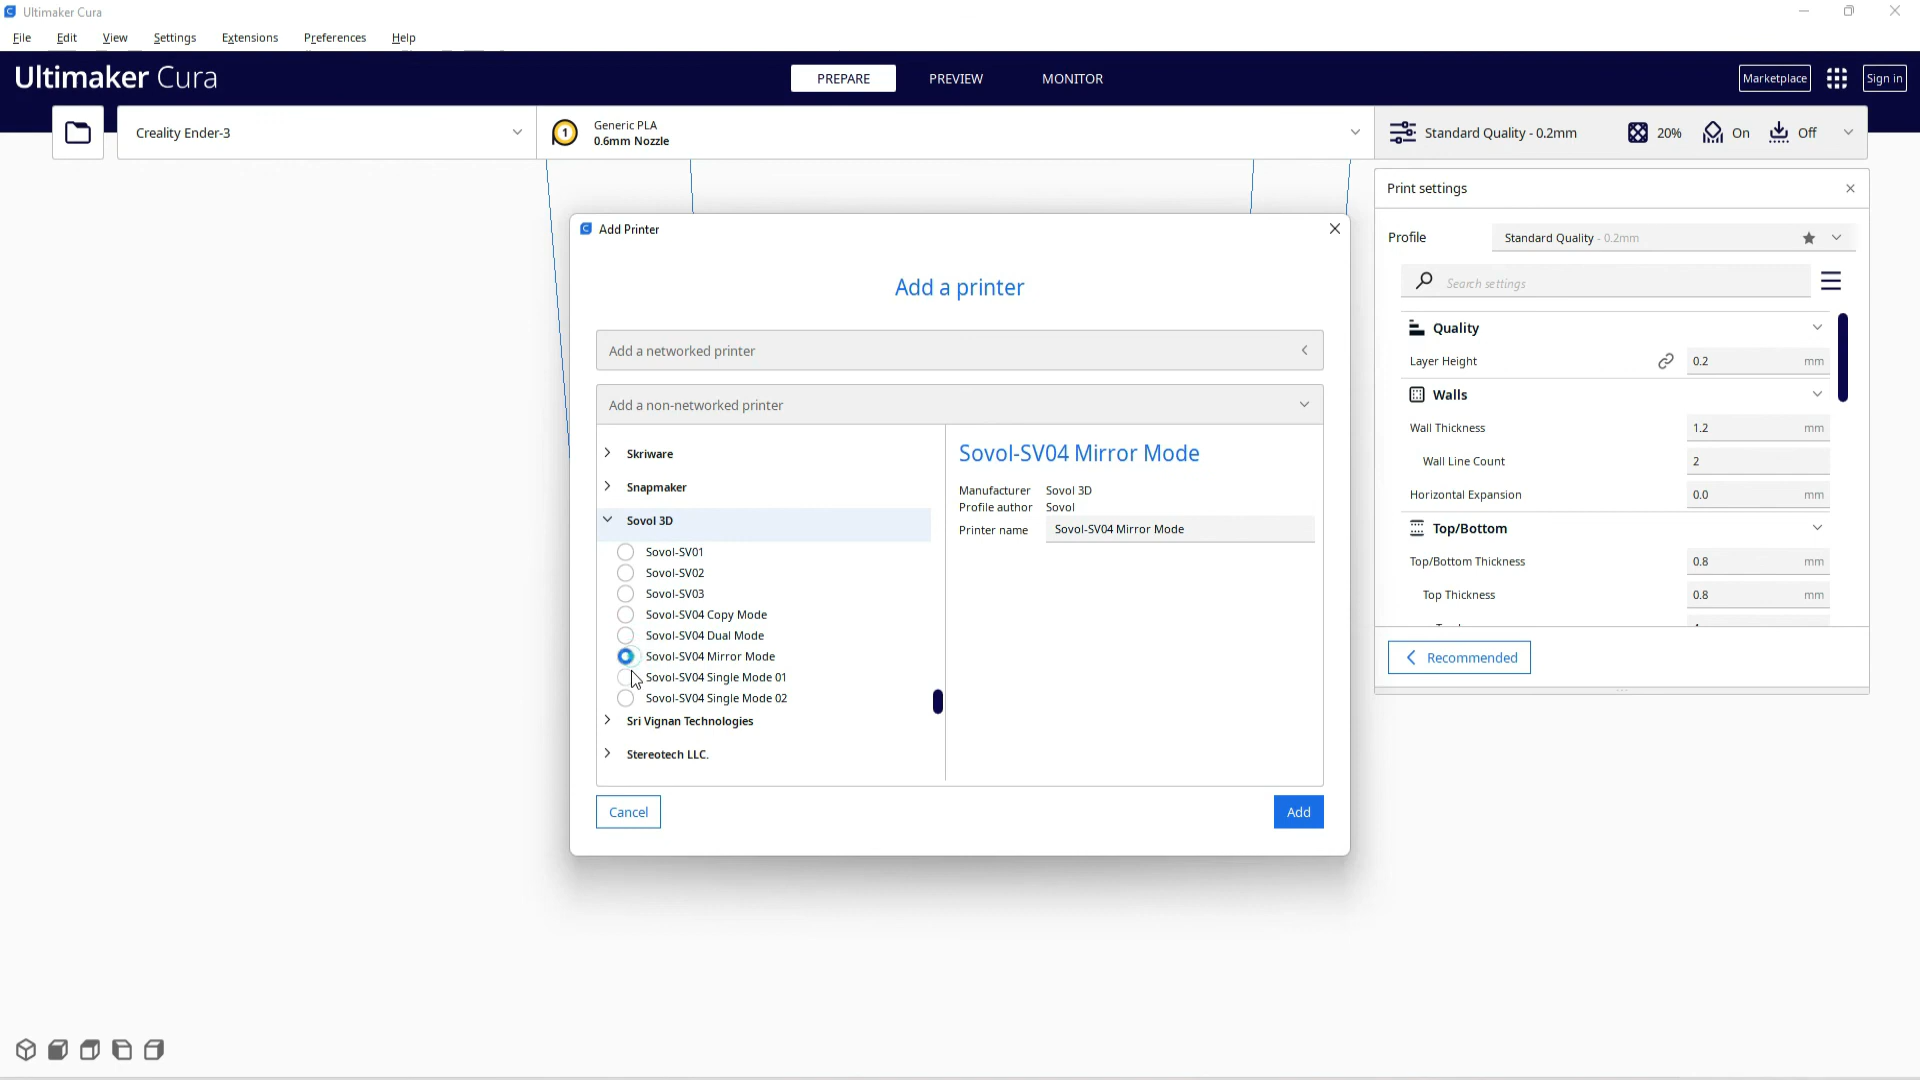 Ultimaker Cura
File Edit View Settings Extensions Preferences Help
Ultimaker Cura
PREPARE PREVIEW MONITOR
Marketplace Sign in
Creality Ender-3
1
Generic PLA
0.6mm Nozzle
Standard Quality - 0.2mm 20% On Off
Print settings
Profile Standard Quality - 0.2mm
Search settings
Quality
Layer Height 0.2 mm
Walls
Wall Thickness 1.2 mm
Wall Line Count 2
Horizontal Expansion 0.0 mm
Top/Bottom
Top/Bottom Thickness 0.8 mm
Top Thickness 0.8 mm
Recommended
Add Printer
Add a printer
Add a networked printer
Add a non-networked printer
Skriware
Snapmaker
Sovol 3D
Sovol-SV01
Sovol-SV02
Sovol-SV03
Sovol-SV04 Copy Mode
Sovol-SV04 Dual Mode
Sovol-SV04 Mirror Mode
Sovol-SV04 Single Mode 01
Sovol-SV04 Single Mode 02
Sri Vignan Technologies
Stereotech LLC.
Sovol-SV04 Mirror Mode
Manufacturer Sovol 3D
Profile author Sovol
Printer name Sovol-SV04 Mirror Mode
Cancel Add